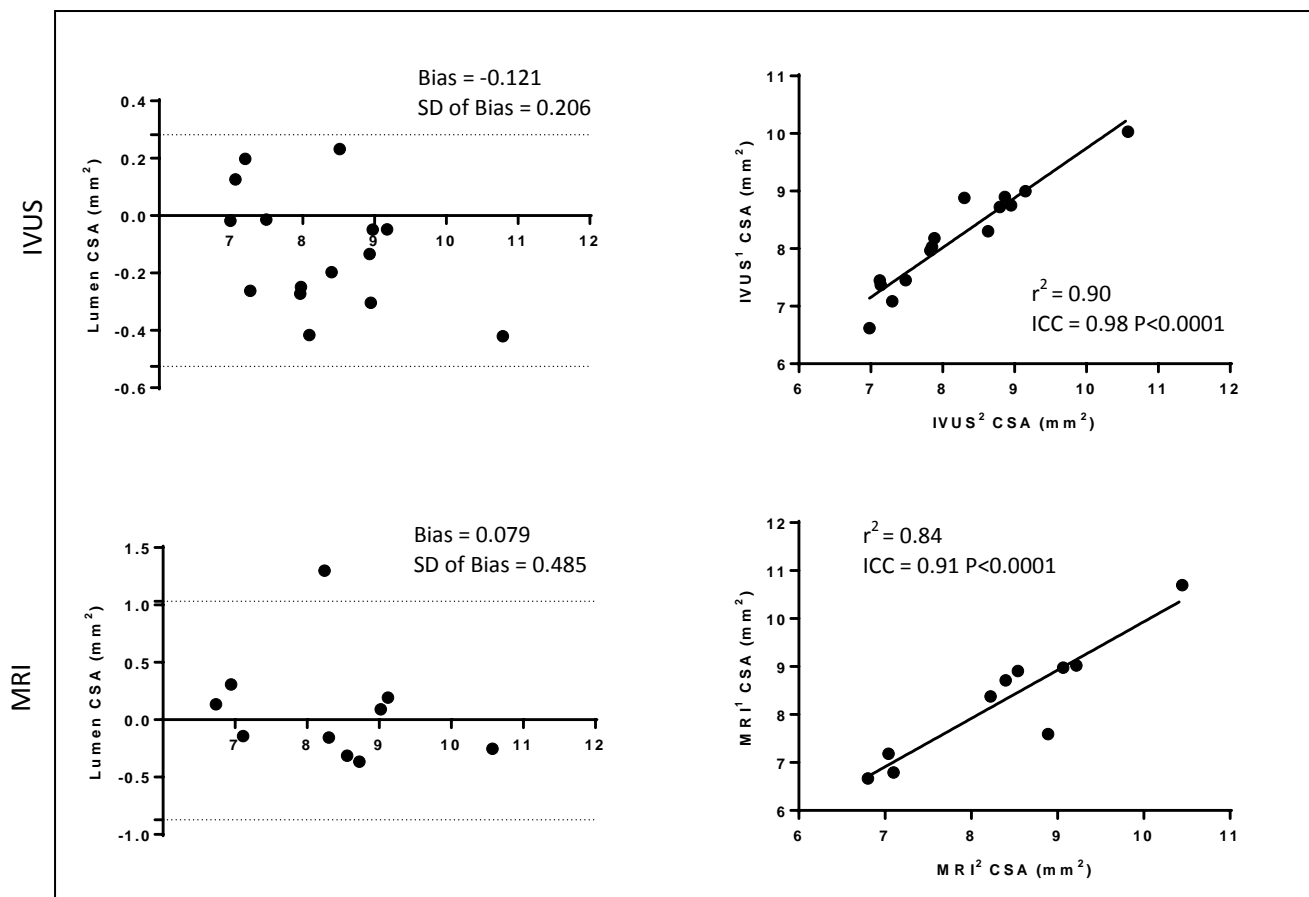 IVUS
Bias = -0.121
SD of Bias = 0.206
Lumen CSA (mm²)
0.4
0.2
0.0
-0.2
-0.4
-0.6
7 8 9 10 11 12
IVUS¹ CSA (mm²)
11
10
9
8
7
6
r² = 0.90
ICC = 0.98 P<0.0001
6 7 8 9 10 11 12
IVUS² CSA (mm²)
MRI
Bias = 0.079
SD of Bias = 0.485
Lumen CSA (mm²)
1.5
1.0
0.5
0.0
-0.5
-1.0
7 8 9 10 11 12
r² = 0.84
ICC = 0.91 P<0.0001
MRI¹ CSA (mm²)
12
11
10
9
8
7
6
6 7 8 9 10 11
MRI² CSA (mm²)